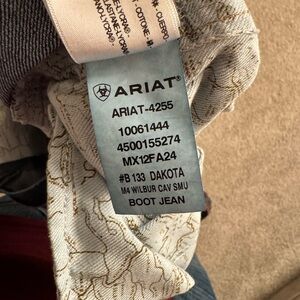 ARIAT®
ARIAT-4255
10061444
4500155274
MX12FA24
#B 133 DAKOTA
M4 WILBUR CAV SMU
BOOT JEAN